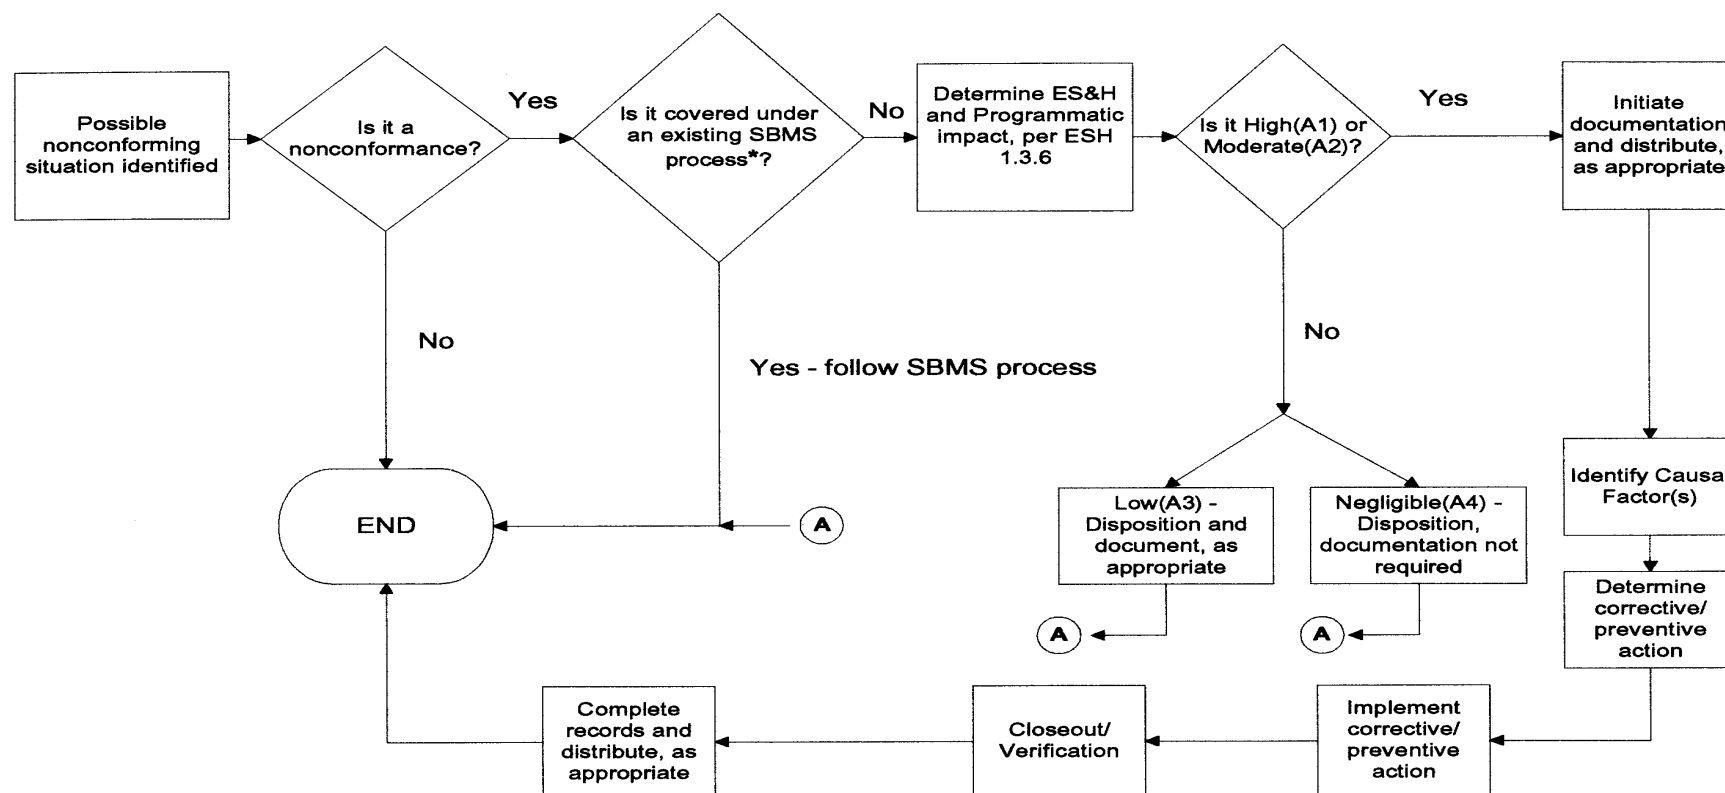 Possible
nonconforming
situation identified
Is it a
nonconformance?
Yes
Is it covered under
an existing SBMS
process*?
No
Determine ES&H
and Programmatic
impact, per ESH
1.3.6
Is it High(A1) or
Moderate(A2)?
Yes
Initiate
documentation
and distribute,
as appropriate
No
Yes - follow SBMS process
No
END
A
Low(A3) -
Disposition and
document, as
appropriate
Negligible(A4) -
Disposition,
documentation not
required
Identify Causa
Factor(s)
Determine
corrective/
preventive
action
A
A
Complete
records and
distribute, as
appropriate
Closeout/
Verification
Implement
corrective/
preventive
action